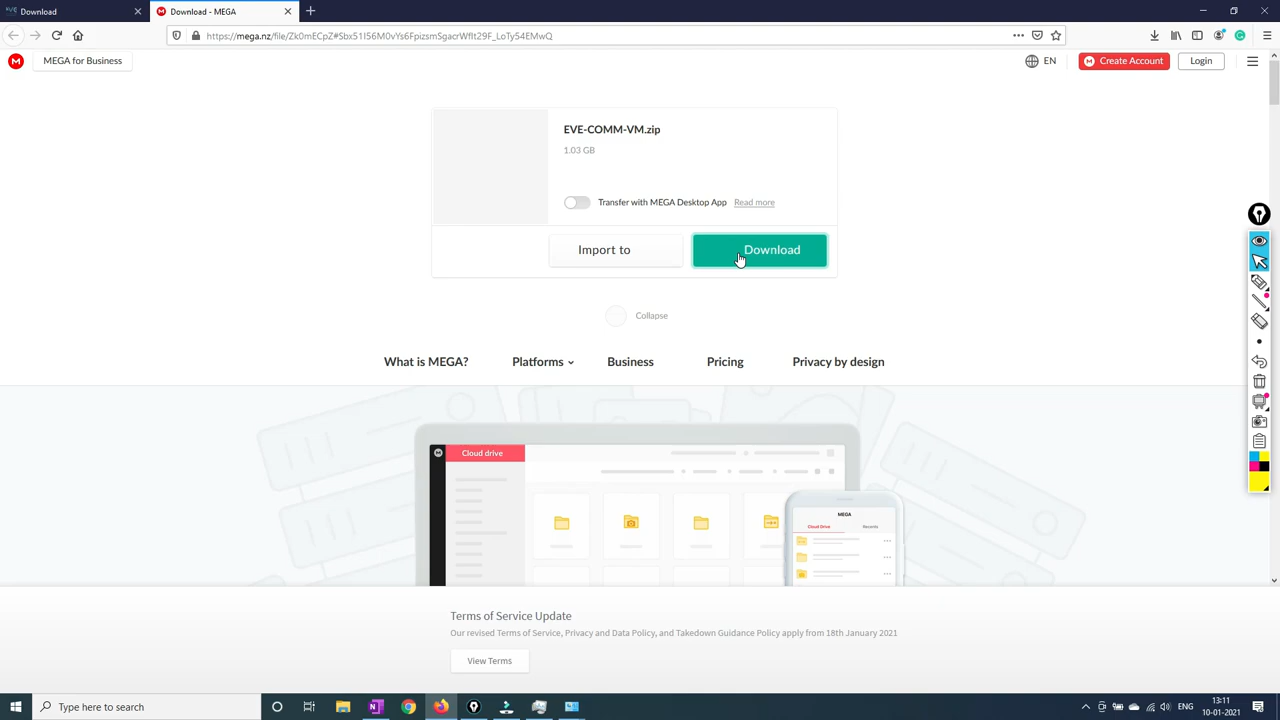 Download
Download - MEGA
https://mega.nz/file/Zk0mECpZ#Sbx51IS6M0vYs6FpizsmSgacrWfIt29F_LoTy54EMwQ
MEGA for Business
EN
Create Account
Login
EVE-COMM-VM.zip
1.03 GB
Transfer with MEGA Desktop App Read more
Import to
Download
Collapse
What is MEGA?
Platforms
Business
Pricing
Privacy by design
Cloud drive
MEGA
Cloud Drive
Recents
Terms of Service Update
Our revised Terms of Service, Privacy and Data Policy, and Takedown Guidance Policy apply from 18th January 2021
View Terms
Type here to search
ENG
13:11
10-01-2021